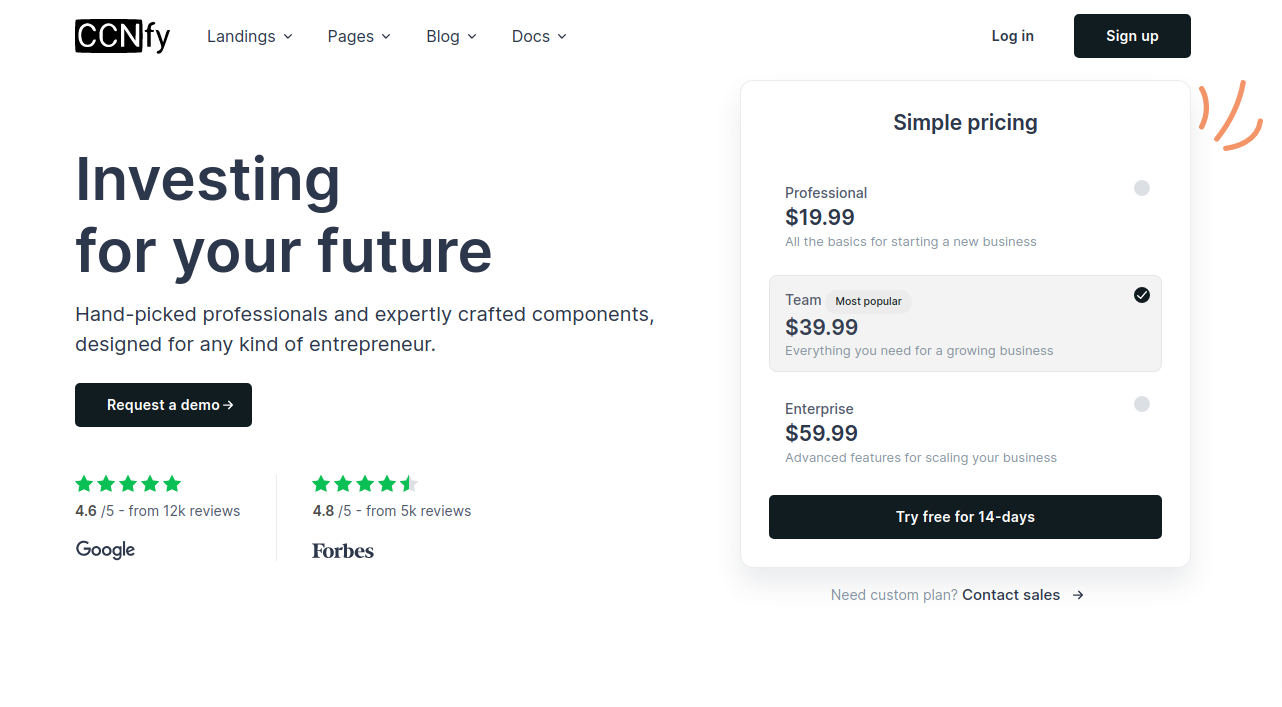 CCNfy
Landings
Pages
Blog
Docs
Log in
Sign up
Investing
for your future
Hand-picked professionals and expertly crafted components,
designed for any kind of entrepreneur.
Request a demo
4.6 /5 - from 12k reviews
Google
4.8 /5 - from 5k reviews
Forbes
Simple pricing
Professional
$19.99
All the basics for starting a new business
Team Most popular
$39.99
Everything you need for a growing business
Enterprise
$59.99
Advanced features for scaling your business
Try free for 14-days
Need custom plan? Contact sales